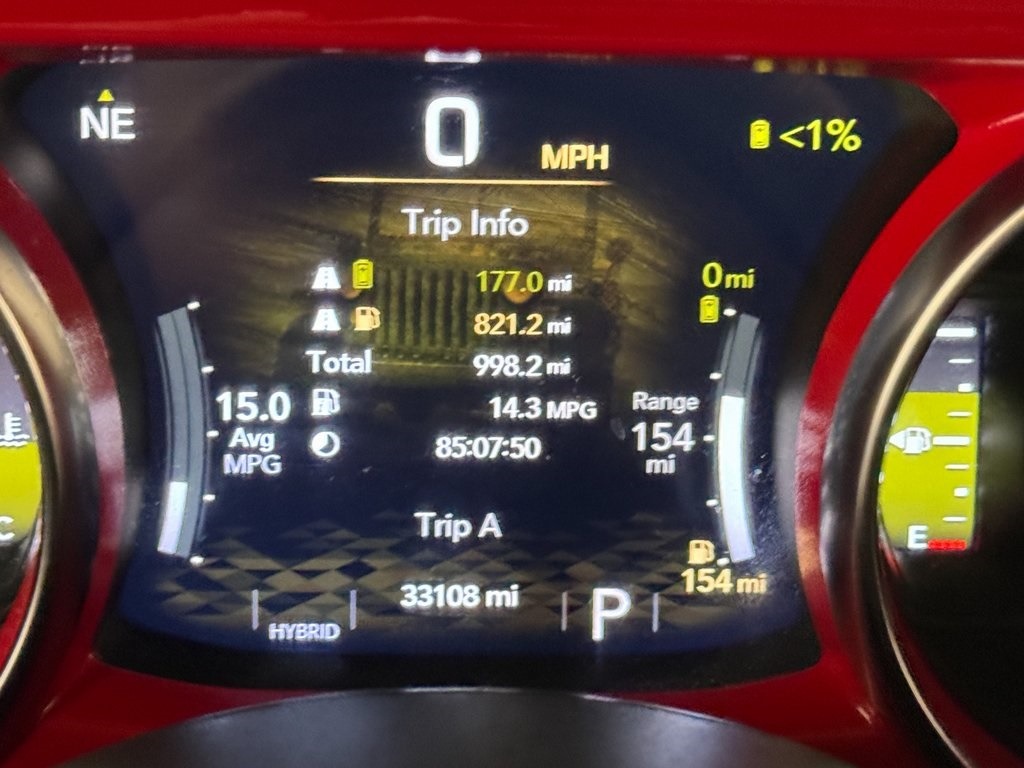 NE
0 MPH
<1%
Trip Info
177.0 mi
0 mi
821.2 mi
Total 998.2 mi
15.0 Avg MPG
14.3 MPG
Range 154 mi
85:07:50
Trip A
154 mi
33108 mi
HYBRID
P
C
E